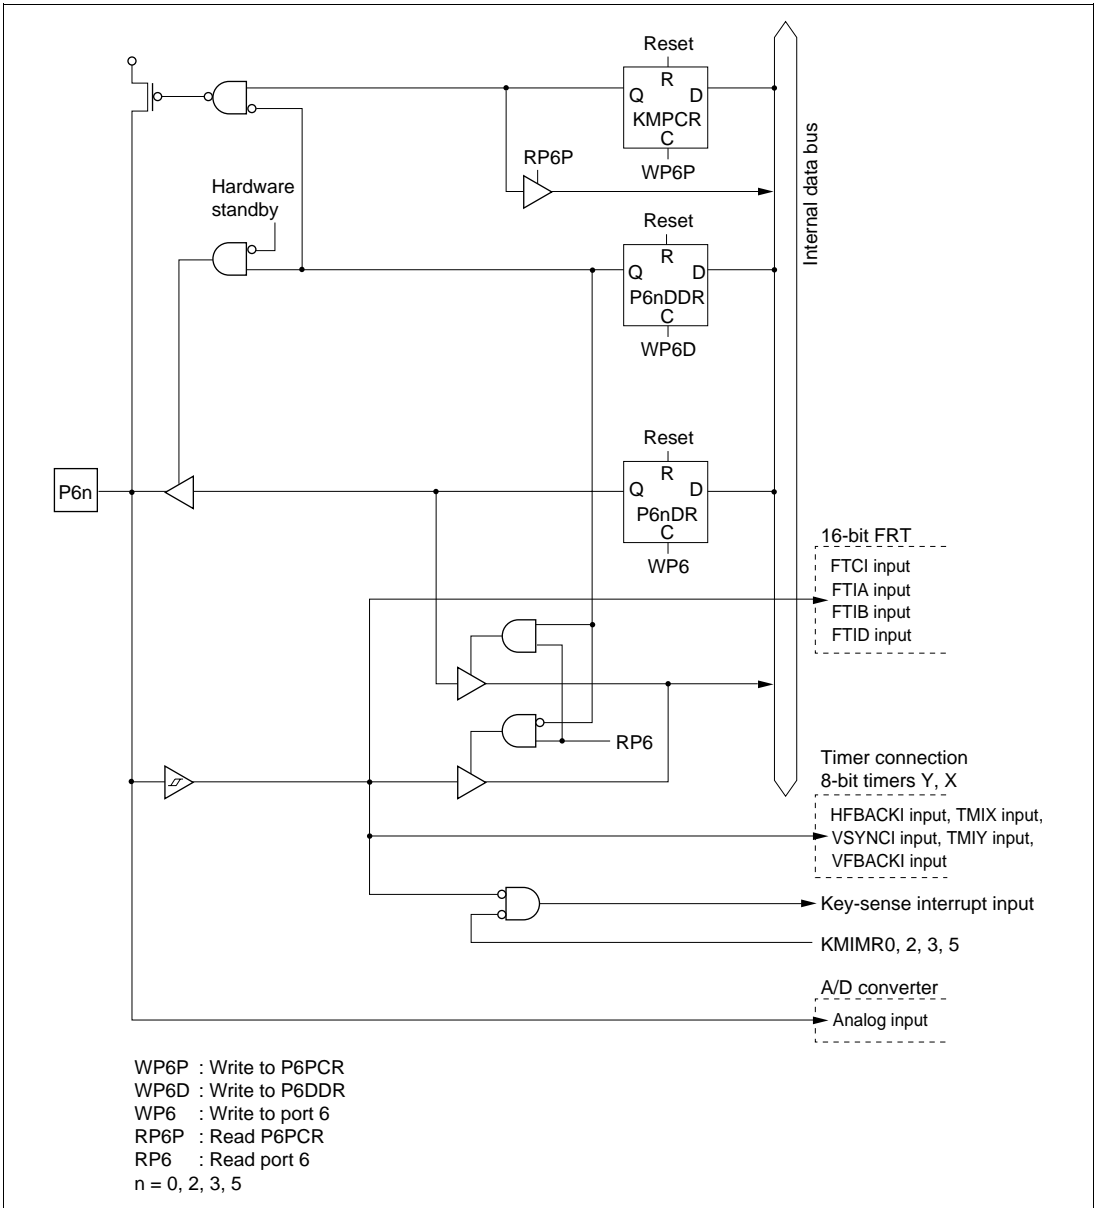 Reset
R
Q D
KMPCR
C
WP6P
RP6P
Internal data bus
Hardware
standby
Reset
R
Q D
P6nDDR
C
WP6D
Reset
R
Q D
P6nDR
C
WP6
P6n
16-bit FRT
FTCI input
FTIA input
FTIB input
FTID input
RP6
Timer connection
8-bit timers Y, X
HFBACKI input, TMIX input,
VSYNCI input, TMIY input,
VFBACKI input
Key-sense interrupt input
KMIMR0, 2, 3, 5
A/D converter
Analog input
WP6P : Write to P6PCR
WP6D : Write to P6DDR
WP6 : Write to port 6
RP6P : Read P6PCR
RP6 : Read port 6
n = 0, 2, 3, 5